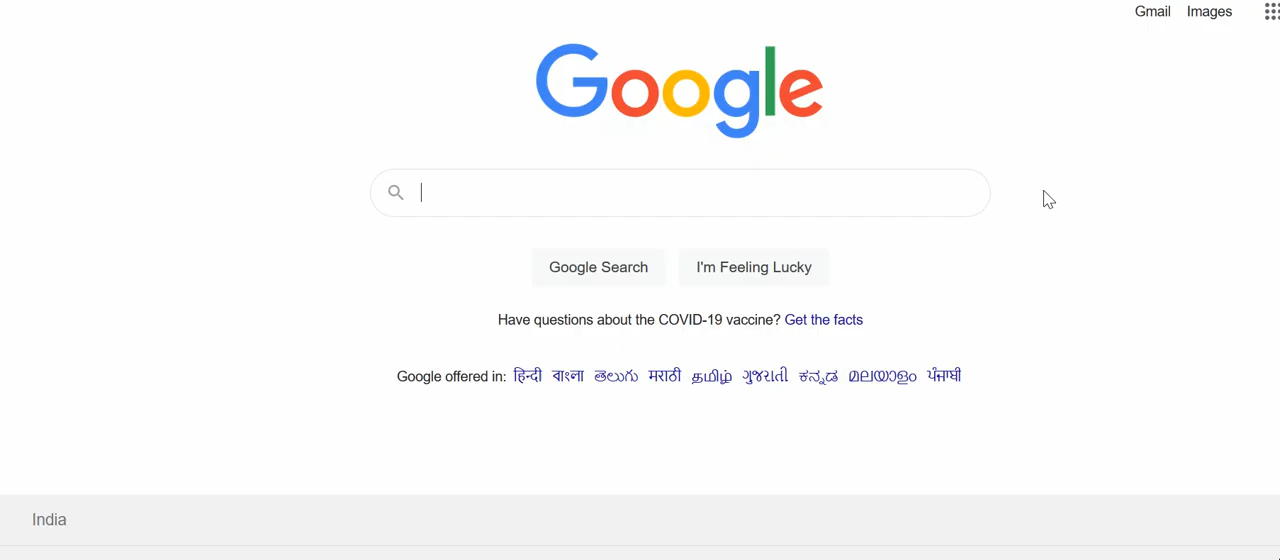 Gmail Images
Google
Google Search I'm Feeling Lucky
Have questions about the COVID-19 vaccine? Get the facts
Google offered in: हिन्दी বাংলা తెలుగు मराठी தமிழ் ગુજરાતી ಕನ್ನಡ മലയാളം ਪੰਜਾਬੀ
India